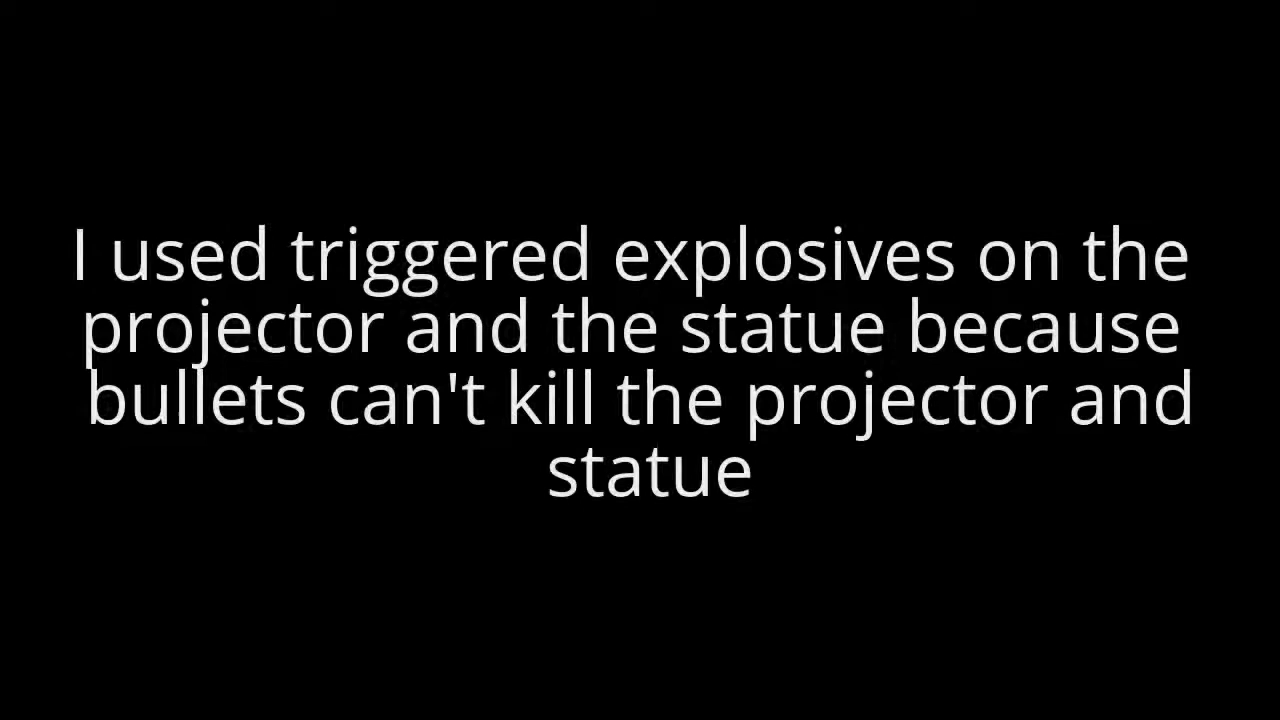 I used triggered explosives on the
projector and the statue because
bullets can't kill the projector and
statue